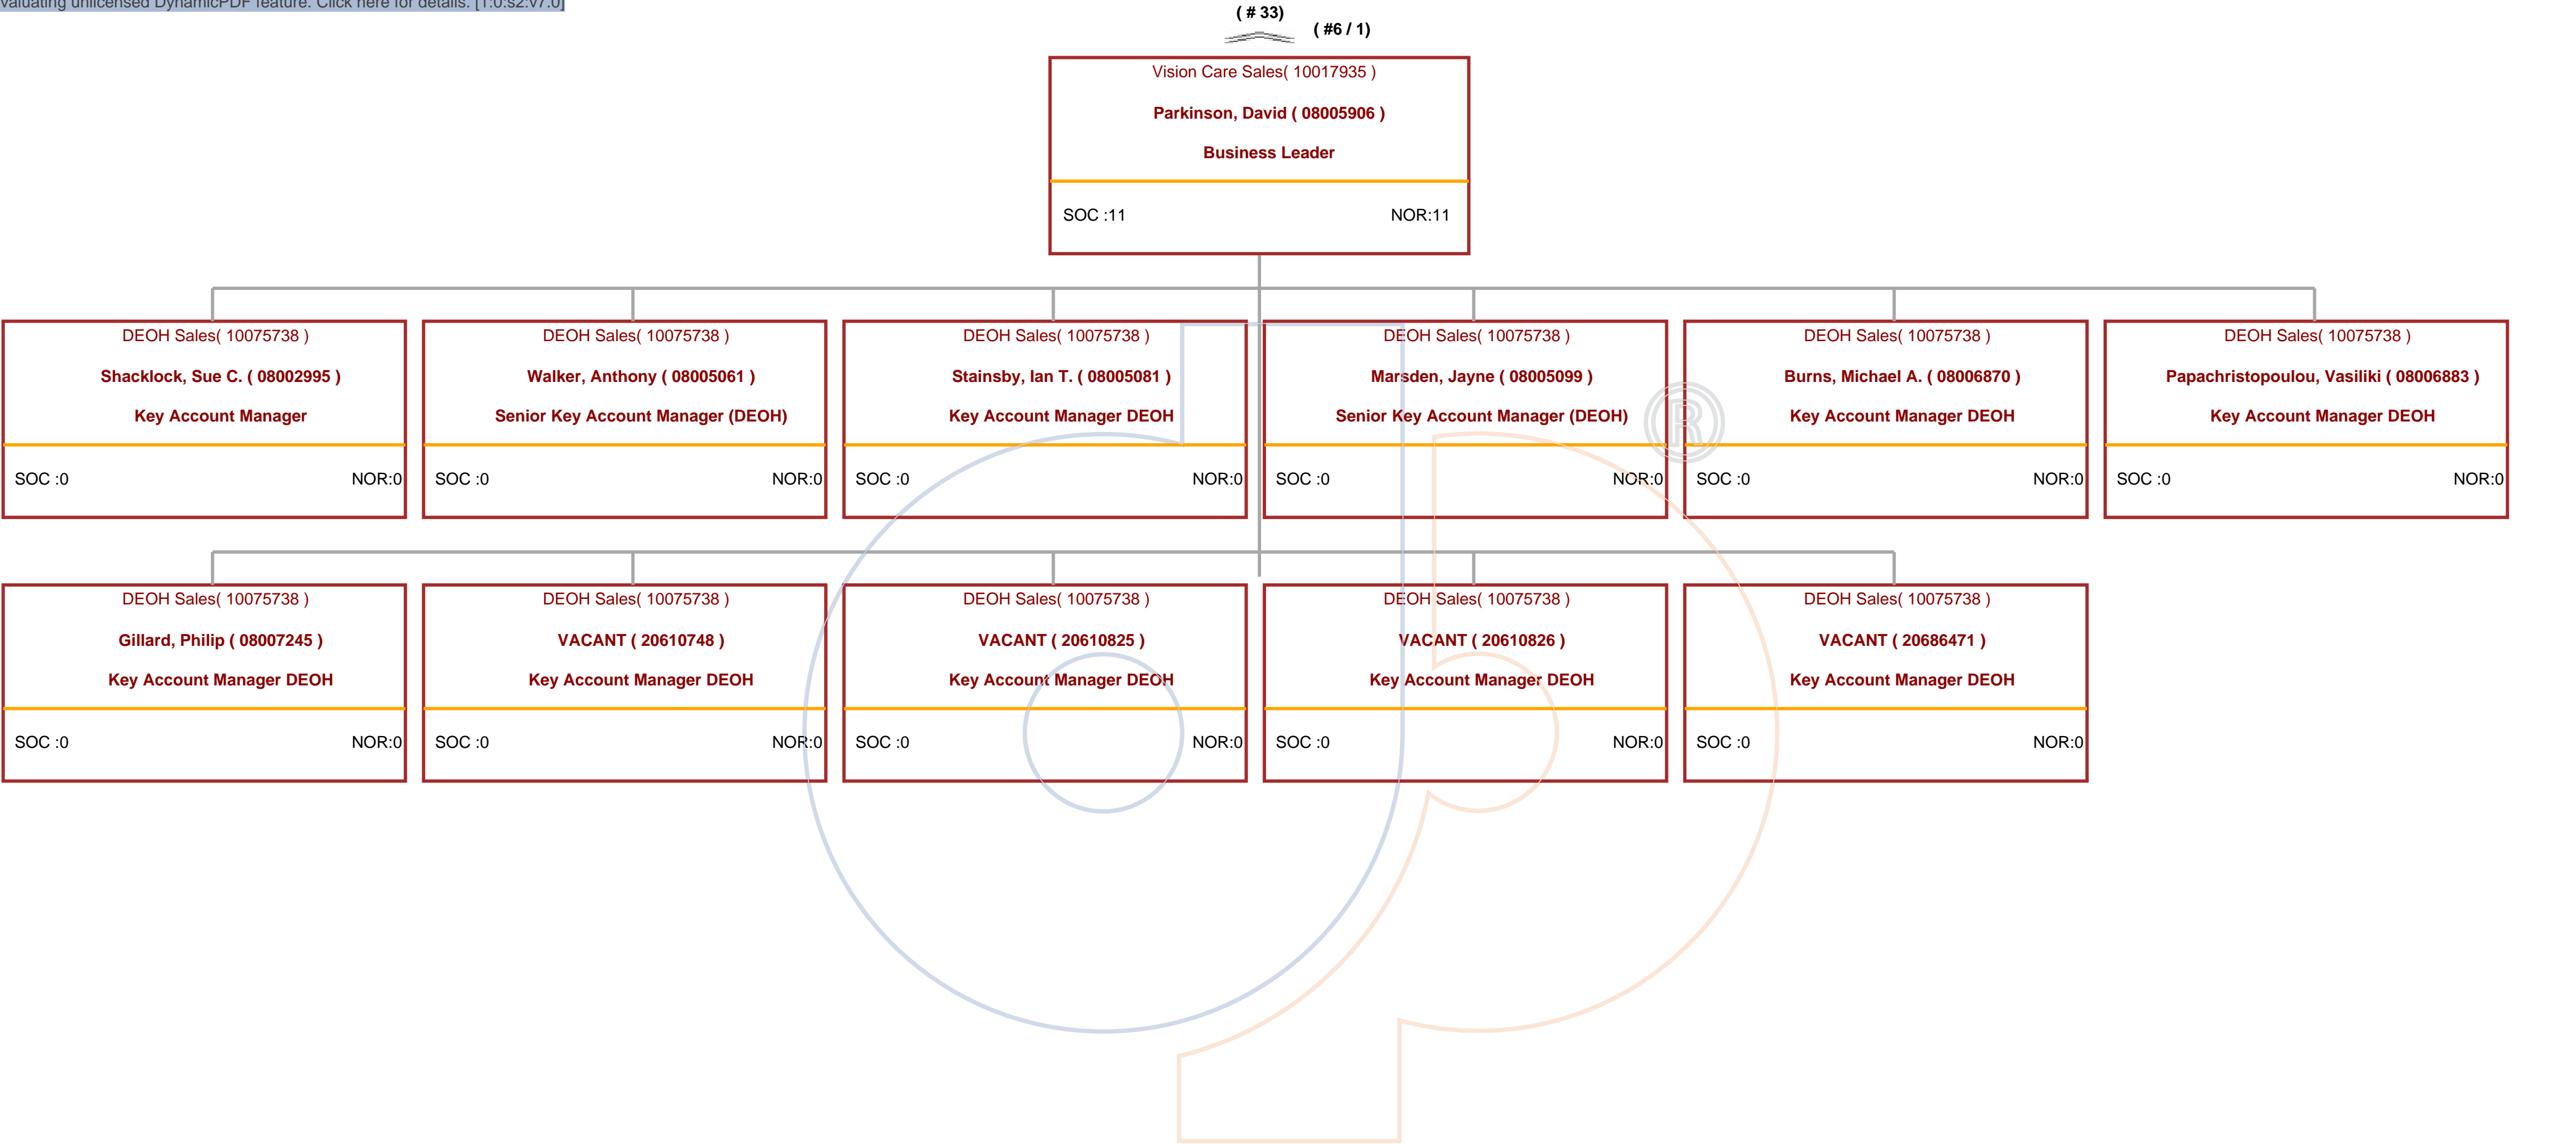 valuating unlicensed DynamicPDF feature. Click here for details. [1:0:s2:v7.0]
( # 33)
( #6 / 1)
Vision Care Sales( 10017935 )
Parkinson, David ( 08005906 )
Business Leader
SOC :11 NOR:11
DEOH Sales( 10075738 )
Shacklock, Sue C. ( 08002995 )
Key Account Manager
SOC :0 NOR:0
DEOH Sales( 10075738 )
Walker, Anthony ( 08005061 )
Senior Key Account Manager (DEOH)
SOC :0 NOR:0
DEOH Sales( 10075738 )
Stainsby, Ian T. ( 08005081 )
Key Account Manager DEOH
SOC :0 NOR:0
DEOH Sales( 10075738 )
Marsden, Jayne ( 08005099 )
Senior Key Account Manager (DEOH)
SOC :0 NOR:0
DEOH Sales( 10075738 )
Burns, Michael A. ( 08006870 )
Key Account Manager DEOH
SOC :0 NOR:0
DEOH Sales( 10075738 )
Papachristopoulou, Vasiliki ( 08006883 )
Key Account Manager DEOH
SOC :0 NOR:0
DEOH Sales( 10075738 )
Gillard, Philip ( 08007245 )
Key Account Manager DEOH
SOC :0 NOR:0
DEOH Sales( 10075738 )
VACANT ( 20610748 )
Key Account Manager DEOH
SOC :0 NOR:0
DEOH Sales( 10075738 )
VACANT ( 20610825 )
Key Account Manager DEOH
SOC :0 NOR:0
DEOH Sales( 10075738 )
VACANT ( 20610826 )
Key Account Manager DEOH
SOC :0 NOR:0
DEOH Sales( 10075738 )
VACANT ( 20686471 )
Key Account Manager DEOH
SOC :0 NOR:0
®